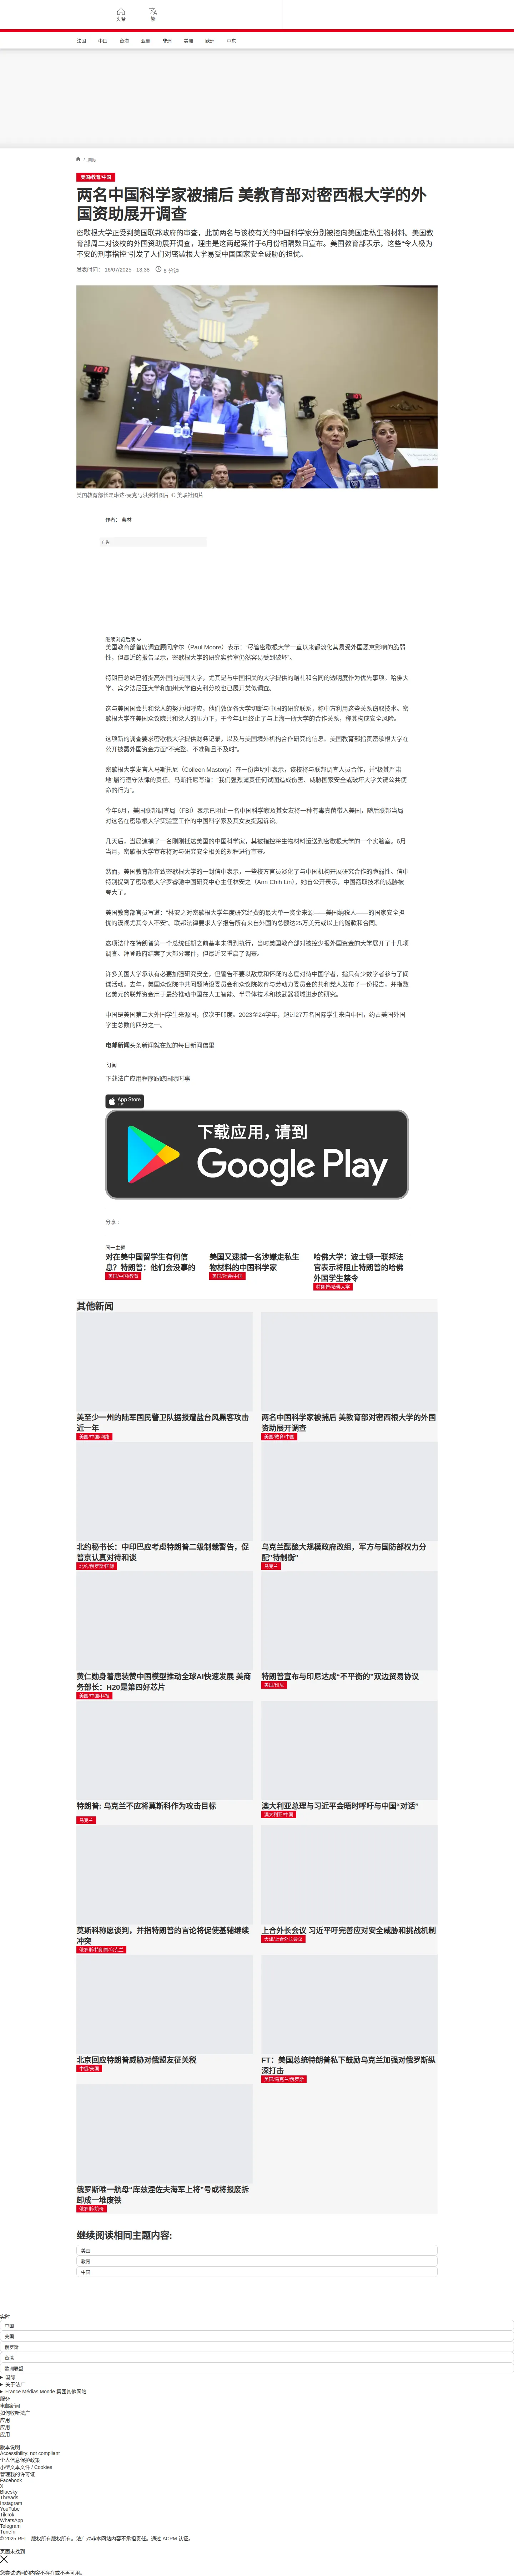 头条
繁
法国
中国
台海
亚洲
非洲
美洲
欧洲
中东
/ 国际
美国/教育/中国
两名中国科学家被捕后 美教育部对密西根大学的外
国资助展开调查
密歇根大学正受到美国联邦政府的审查，此前两名与该校有关的中国科学家分别被控向美国走私生物材料。美国教
育部周二对该校的外国资助展开调查，理由是这两起案件于6月份相隔数日宣布。美国教育部表示，这些“令人极为
不安的刑事指控”引发了人们对密歇根大学易受中国国家安全威胁的担忧。
发表时间： 16/07/2025 - 13:36
6 分钟
美国教育部长琳达·麦克马洪资料图片 © 美联社图片
作者： 弗林
广告
继续浏览后续
美国教育部首席调查顾问摩尔（Paul Moore）表示：“尽管密歇根大学一直以来都淡化其易受外国恶意影响的脆弱
性，但最近的报告显示，密歇根大学的研究实验室仍然容易受到破坏”。
特朗普总统已将提高外国向美国大学，尤其是与中国相关的大学提供的赠礼和合同的透明度作为优先事项。哈佛大
学、宾夕法尼亚大学和加州大学伯克利分校也已展开类似调查。
这与美国国会共和党人的努力相呼应，他们敦促各大学切断与中国的研究联系，称中方利用这些关系窃取技术。密
歇根大学在美国众议院共和党人的压力下，于今年1月终止了与上海一所大学的合作关系，称其构成安全风险。
这项新的调查要求密歇根大学提供财务记录，以及与美国境外机构合作研究的信息。美国教育部指责密歇根大学在
公开披露外国资金方面“不完整、不准确且不及时”。
密歇根大学发言人马斯托尼（Colleen Mastony）在一份声明中表示，该校将与联邦调查人员合作，并“极其严肃
地”履行遵守法律的责任。马斯托尼写道：“我们强烈谴责任何试图造成伤害、威胁国家安全或破坏大学关键公共使
命的行为”。
今年6月，美国联邦调查局（FBI）表示已阻止一名中国科学家及其女友将一种有毒真菌带入美国，随后联邦当局
对这名在密歇根大学实验室工作的中国科学家及其女友提起诉讼。
几天后，当局逮捕了一名刚刚抵达美国的中国科学家，其被指控将生物材料运送到密歇根大学的一个实验室。6月
当月，密歇根大学宣布将对与研究安全相关的规程进行审查。
然而，美国教育部在致密歇根大学的一封信中表示，一些校方官员淡化了与中国机构开展研究合作的脆弱性。信中
特别提到了密歇根大学罗睿驰中国研究中心主任林安之（Ann Chih Lin），她曾公开表示，中国窃取技术的威胁被
夸大了。
美国教育部官员写道：“林安之对密歇根大学年度研究经费的最大单一资金来源——美国纳税人——的国家安全担
忧的漠视尤其令人不安”。联邦法律要求大学报告所有来自外国的总额达25万美元或以上的赠款和合同。
这项法律在特朗普第一个总统任期之前基本未得到执行，当时美国教育部对被控少报外国资金的大学展开了十几项
调查。拜登政府结案了大部分案件，但最近又重启了调查。
许多美国大学承认有必要加强研究安全，但警告不要以敌意和怀疑的态度对待中国学者，指只有少数学者参与了间
谍活动。去年，美国众议院中共问题特设委员会和众议院教育与劳动力委员会的共和党人发布了一份报告，并指数
亿美元的联邦资金用于最终推动中国在人工智能、半导体技术和核武器领域进步的研究。
中国是美国第二大外国学生来源国，仅次于印度。2023至24学年，超过27万名国际学生来自中国，约占美国外国
学生总数的四分之一。
电邮新闻头条新闻就在您的每日新闻信里
订阅
下载法广应用程序跟踪国际时事
App Store
下载
下载应用，请到
Google Play
分享 :
同一主题
对在美中国留学生有何信
息？特朗普：他们会没事的
美国/中国/教育
美国又逮捕一名涉嫌走私生
物材料的中国科学家
美国/社会/中国
哈佛大学：波士顿一联邦法
官表示将阻止特朗普的哈佛
外国学生禁令
特朗普/哈佛大学
其他新闻
美至少一州的陆军国民警卫队据报遭盐台风黑客攻击
近一年
美国/中国/网络
两名中国科学家被捕后 美教育部对密西根大学的外国
资助展开调查
美国/教育/中国
北约秘书长：中印巴应考虑特朗普二级制裁警告，促
普京认真对待和谈
北约/俄罗斯/国际
乌克兰酝酿大规模政府改组，军方与国防部权力分
配“待制衡”
乌克兰
黄仁勋身着唐装赞中国模型推动全球AI快速发展 美商
务部长：H20是第四好芯片
美国/中国/科技
特朗普宣布与印尼达成“不平衡的”双边贸易协议
美国/印尼
特朗普: 乌克兰不应将莫斯科作为攻击目标
乌克兰
澳大利亚总理与习近平会晤时呼吁与中国“对话”
澳大利亚/中国
莫斯科称愿谈判，并指特朗普的言论将促使基辅继续
冲突
俄罗斯/特朗普/乌克兰
上合外长会议 习近平吁完善应对安全威胁和挑战机制
天津/上合外长会议
北京回应特朗普威胁对俄盟友征关税
中俄/美国
FT：美国总统特朗普私下鼓励乌克兰加强对俄罗斯纵
深打击
美国/乌克兰/俄罗斯
俄罗斯唯一航母“库兹涅佐夫海军上将”号或将报废拆
卸成一堆废铁
俄罗斯/航母
继续阅读相同主题内容:
美国
教育
中国
实时
中国
美国
俄罗斯
台湾
欧洲联盟
国际
关于法广
France Médias Monde 集团其他网站
服务
电邮新闻
如何收听法广
应用
应用
应用
版本说明
Accessibility: not compliant
个人信息保护政策
小型文本文件 / Cookies
管理我的许可证
Facebook
X
Bluesky
Threads
Instagram
YouTube
TikTok
WhatsApp
Telegram
TuneIn
© 2025 RFI – 版权所有版权所有。法广对非本网站内容不承担责任。通过 ACPM 认证。
页面未找到
您尝试访问的内容不存在或不再可用。